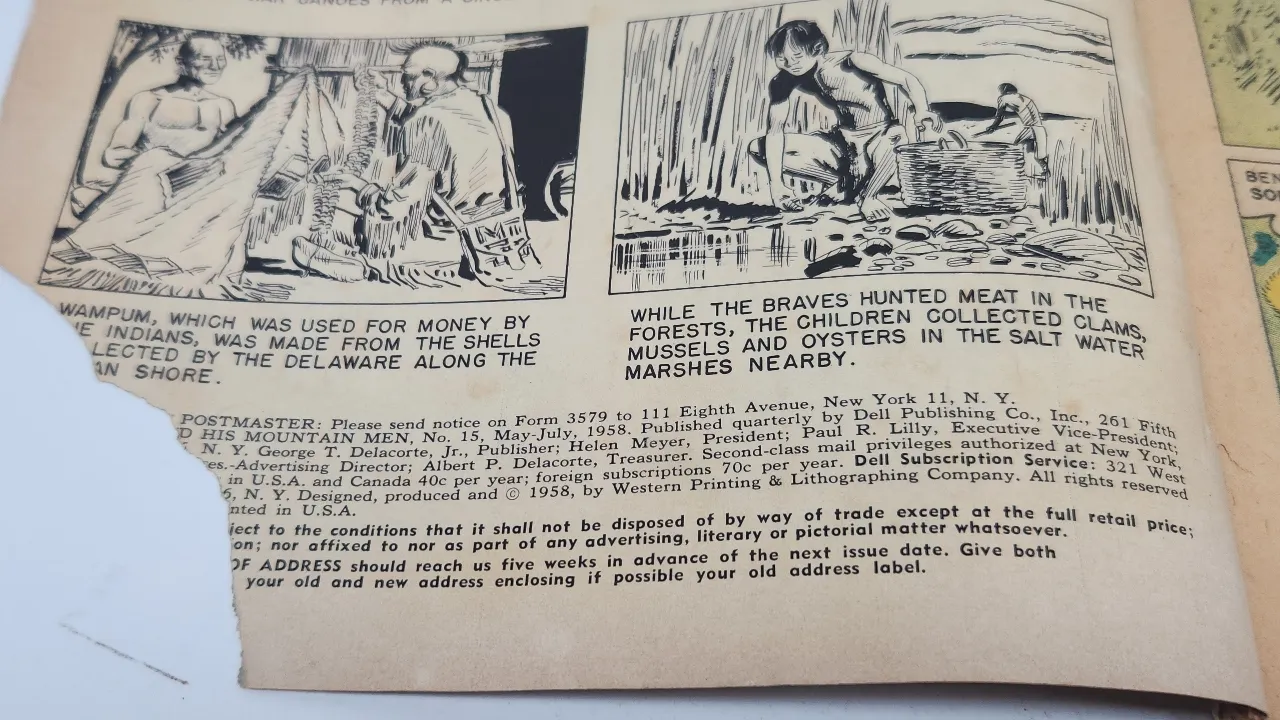 CANOES FROM A
WAMPUM, WHICH WAS USED FOR MONEY BY
INDIANS, WAS MADE FROM THE SHELLS
LECTED BY THE DELAWARE ALONG THE
AN SHORE.
WHILE THE BRAVES HUNTED MEAT IN THE
FORESTS, THE CHILDREN COLLECTED CLAMS,
MUSSELS AND OYSTERS IN THE SALT WATER
MARSHES NEARBY.
POSTMASTER: Please send notice on Form 3579 to 111 Eighth Avenue, New York 11, N. Y.
D HIS MOUNTAIN MEN, No. 15, May-July, 1958. Published quarterly by Dell Publishing Co., Inc., 261 Fifth
N. Y. George T. Delacorte, Jr., Publisher; Helen Meyer, President; Paul R. Lilly, Executive Vice-President;
es.-Advertising Director; Albert P. Delacorte, Treasurer. Second-class mail privileges authorized at New York,
in U.S.A. and Canada 40c per year; foreign subscriptions 70c per year. Dell Subscription Service: 321 West
6, N. Y. Designed, produced and © 1958, by Western Printing & Lithographing Company. All rights reserved
nted in U.S.A.
ject to the conditions that it shall not be disposed of by way of trade except at the full retail price;
on; nor affixed to nor as part of any advertising, literary or pictorial matter whatsoever.
OF ADDRESS should reach us five weeks in advance of the next issue date. Give both
your old and new address enclosing if possible your old address label.
BEN
SO